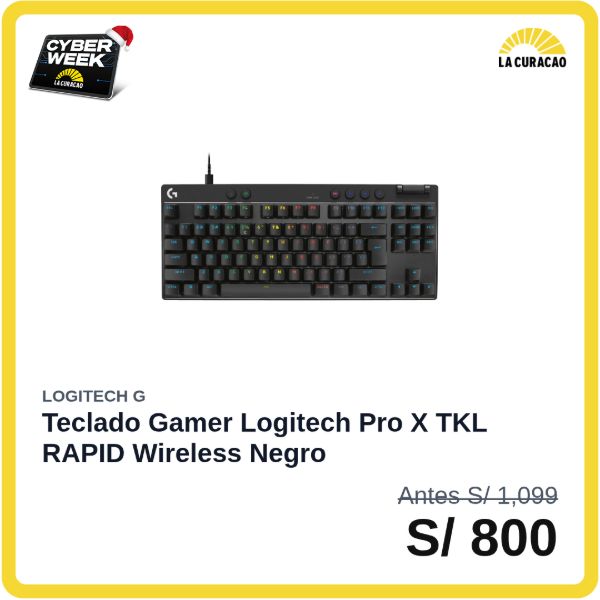 CYBER
WEEK
LA CURACAO
LA CURACAO
LOGITECH G
Teclado Gamer Logitech Pro X TKL
RAPID Wireless Negro
Antes S/ 1,099
S/ 800